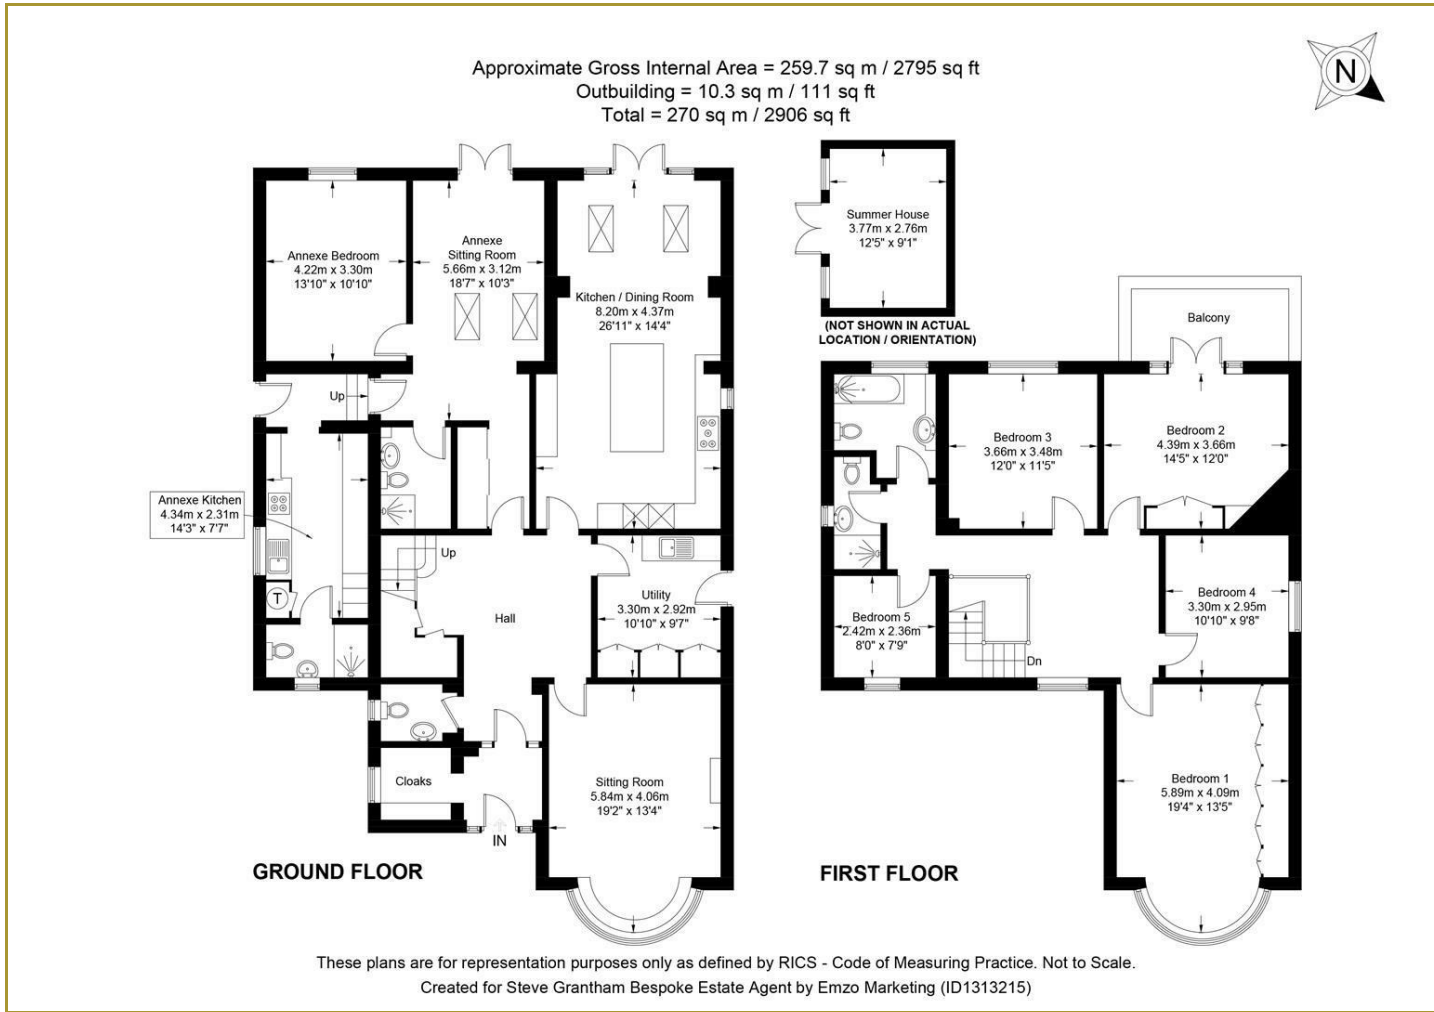 Approximate Gross Internal Area = 259.7 sq m / 2795 sq ft
Outbuilding = 10.3 sq m / 111 sq ft
Total = 270 sq m / 2906 sq ft
N
Annexe Bedroom
4.22m x 3.30m
13'10" x 10'10"
Annexe
Sitting Room
5.66m x 3.12m
18'7" x 10'3"
Kitchen / Dining Room
8.20m x 4.37m
26'11" x 14'4"
Up
Annexe Kitchen
4.34m x 2.31m
14'3" x 7'7"
T
Up
Hall
Utility
3.30m x 2.92m
10'10" x 9'7"
Cloaks
Sitting Room
5.84m x 4.06m
19'2" x 13'4"
IN
GROUND FLOOR
Summer House
3.77m x 2.76m
12'5" x 9'1"
(NOT SHOWN IN ACTUAL
LOCATION / ORIENTATION)
Balcony
Bedroom 3
3.66m x 3.48m
12'0" x 11'5"
Bedroom 2
4.39m x 3.66m
14'5" x 12'0"
Bedroom 5
2.42m x 2.36m
8'0" x 7'9"
Bedroom 4
3.30m x 2.95m
10'10" x 9'8"
Dn
Bedroom 1
5.89m x 4.09m
19'4" x 13'5"
FIRST FLOOR
These plans are for representation purposes only as defined by RICS - Code of Measuring Practice. Not to Scale.
Created for Steve Grantham Bespoke Estate Agent by Emzo Marketing (ID1313215)